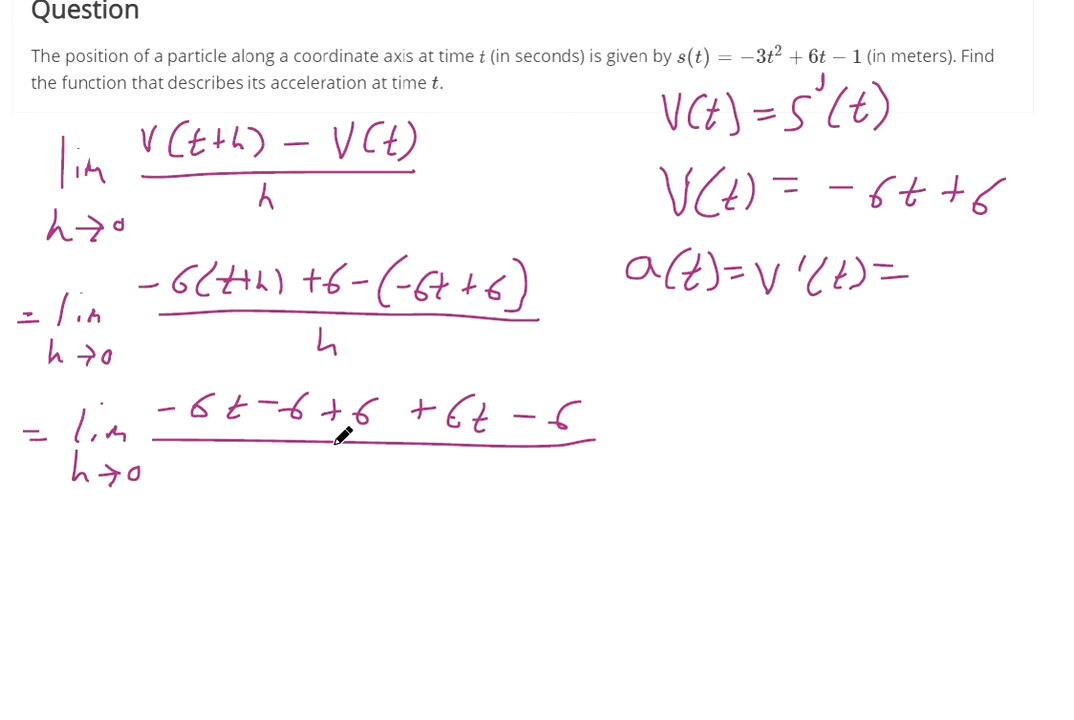 Question
The position of a particle along a coordinate axis at time t (in seconds) is given by s(t) = −3t² + 6t − 1 (in meters). Find
the function that describes its acceleration at time t.
V(t) = S'(t)
lim h→0 V(t+h) − V(t) / h
V(t) = −6t + 6
= lim h→0 −6(t+h) +6 −(−6t +6) / h
a(t) = V'(t) =
= lim h→0 −6t −6 +6 +6t −6